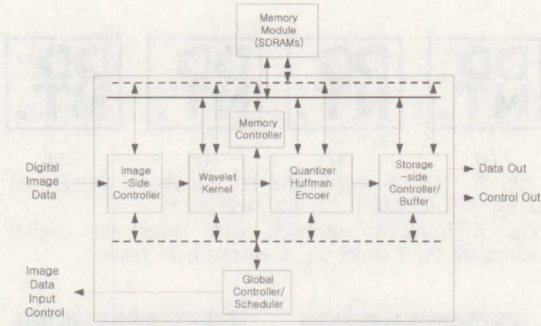 Memory
Module
(SDRAMs)
Memory
Controller
Digital
Image
Data
Image
-Side
Controller
Wavelet
Kernel
Quantizer
Huffman
Encoer
Storage
-side
Controller/
Buffer
Data Out
Control Out
Image
Data
Input
Control
Global
Controller/
Scheduler